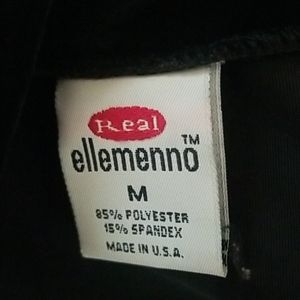 Real
ellemenno™
M
85% POLYESTER
15% SPANDEX
MADE IN U.S.A.